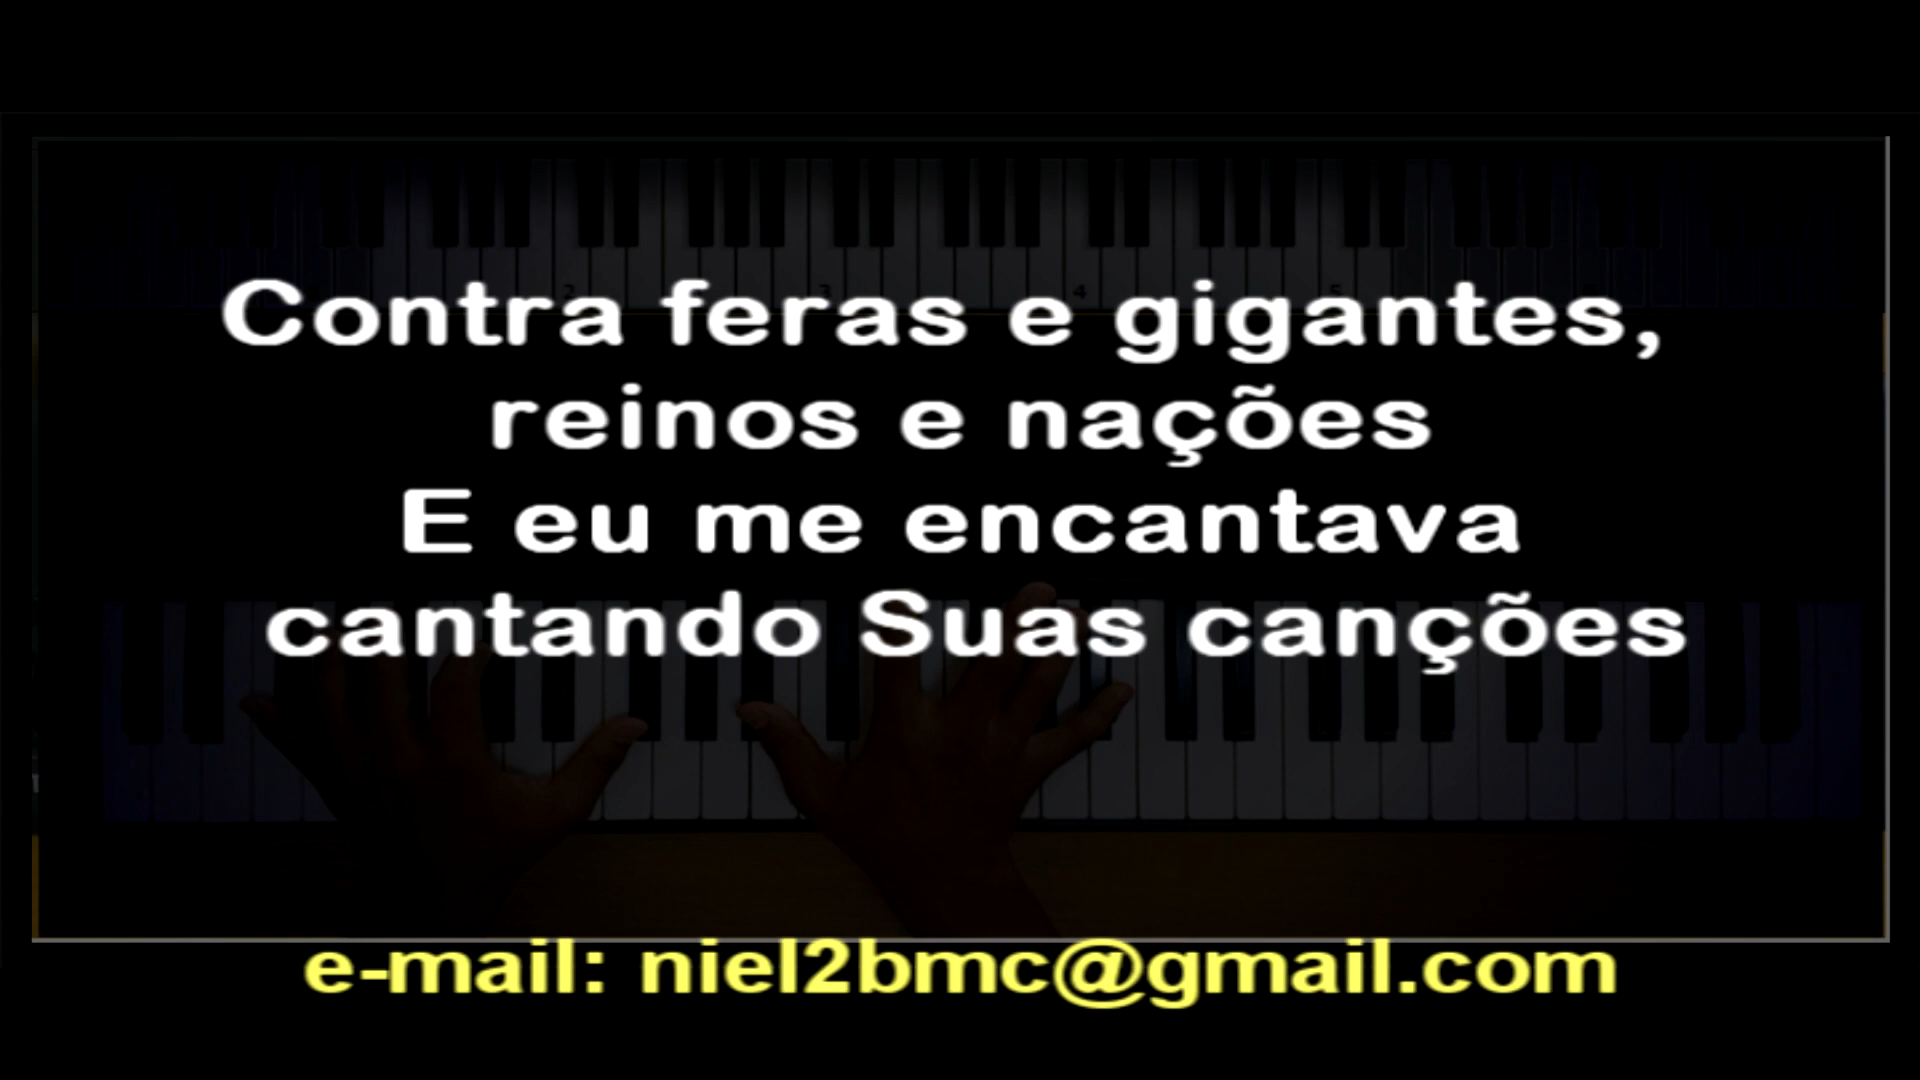 Contra feras e gigantes,
reinos e nações
E eu me encantava
cantando Suas canções
e-mail: niel2bmc@gmail.com